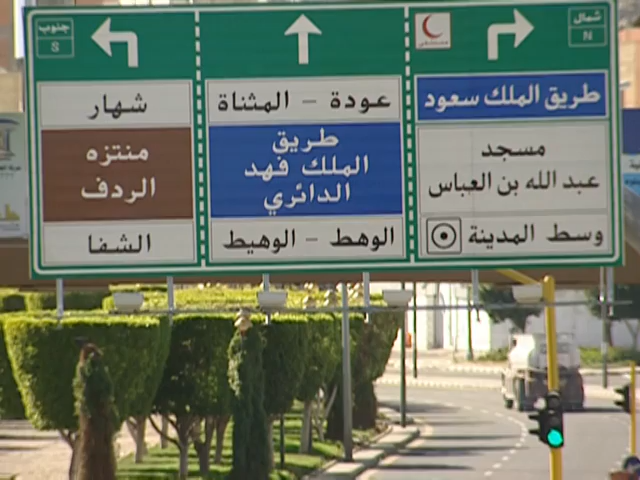 شمال
N
مستشفى
طريق الملك سعود
مسجد
عبد الله بن العباس
وسط المدينة
عودة - المثناة
طريق
الملك فهد
الدائري
الوهط - الوهيط
جنوب
S
شهار
منتزه
الردف
الشفا